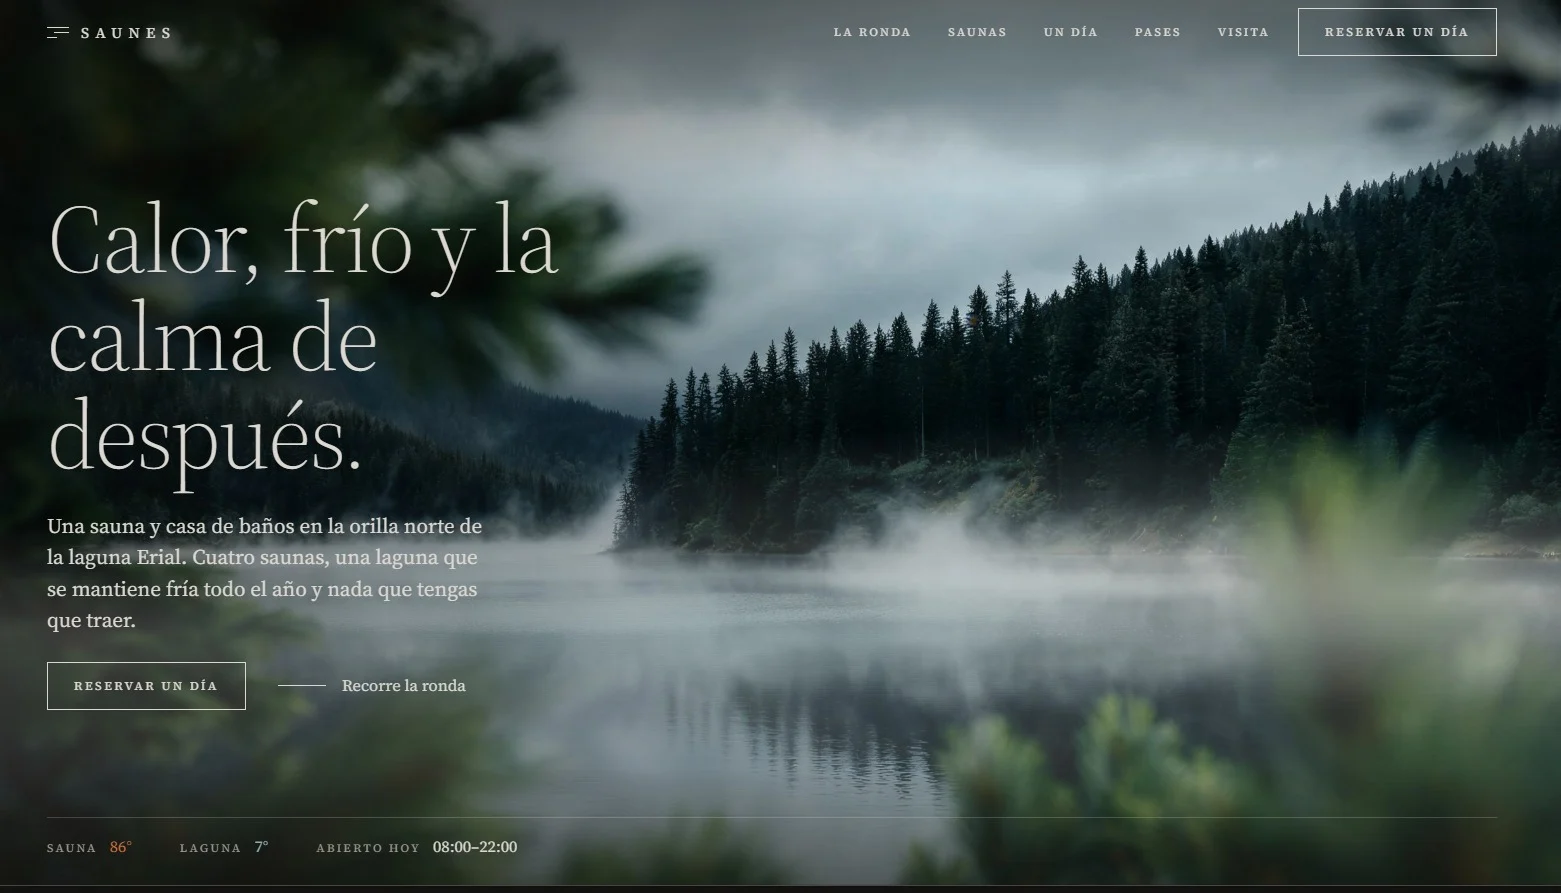 SAUNES
LA RONDA
SAUNAS
UN DÍA
PASES
VISITA
RESERVAR UN DÍA
Calor, frío y la
calma de
después.
Una sauna y casa de baños en la orilla norte de
la laguna Erial. Cuatro saunas, una laguna que
se mantiene fría todo el año y nada que tengas
que traer.
RESERVAR UN DÍA
Recorre la ronda
SAUNA 86°
LAGUNA 7°
ABIERTO HOY 08:00–22:00